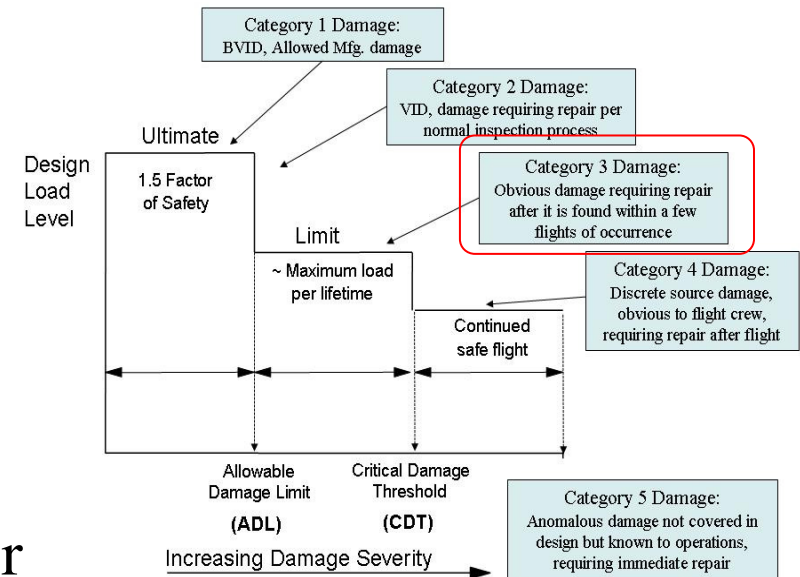 Category 1 Damage:
BVID, Allowed Mfg. damage
Category 2 Damage:
VID, damage requiring repair per
normal inspection process
Ultimate
Design
Load
Level
1.5 Factor
of Safety
Category 3 Damage:
Obvious damage requiring repair
after it is found within a few
flights of occurrence
Limit
~ Maximum load
per lifetime
Category 4 Damage:
Discrete source damage,
obvious to flight crew,
requiring repair after flight
Continued
safe flight
Allowable
Damage Limit
(ADL)
Critical Damage
Threshold
(CDT)
Category 5 Damage:
Anomalous damage not covered in
design but known to operations,
requiring immediate repair
r
Increasing Damage Severity